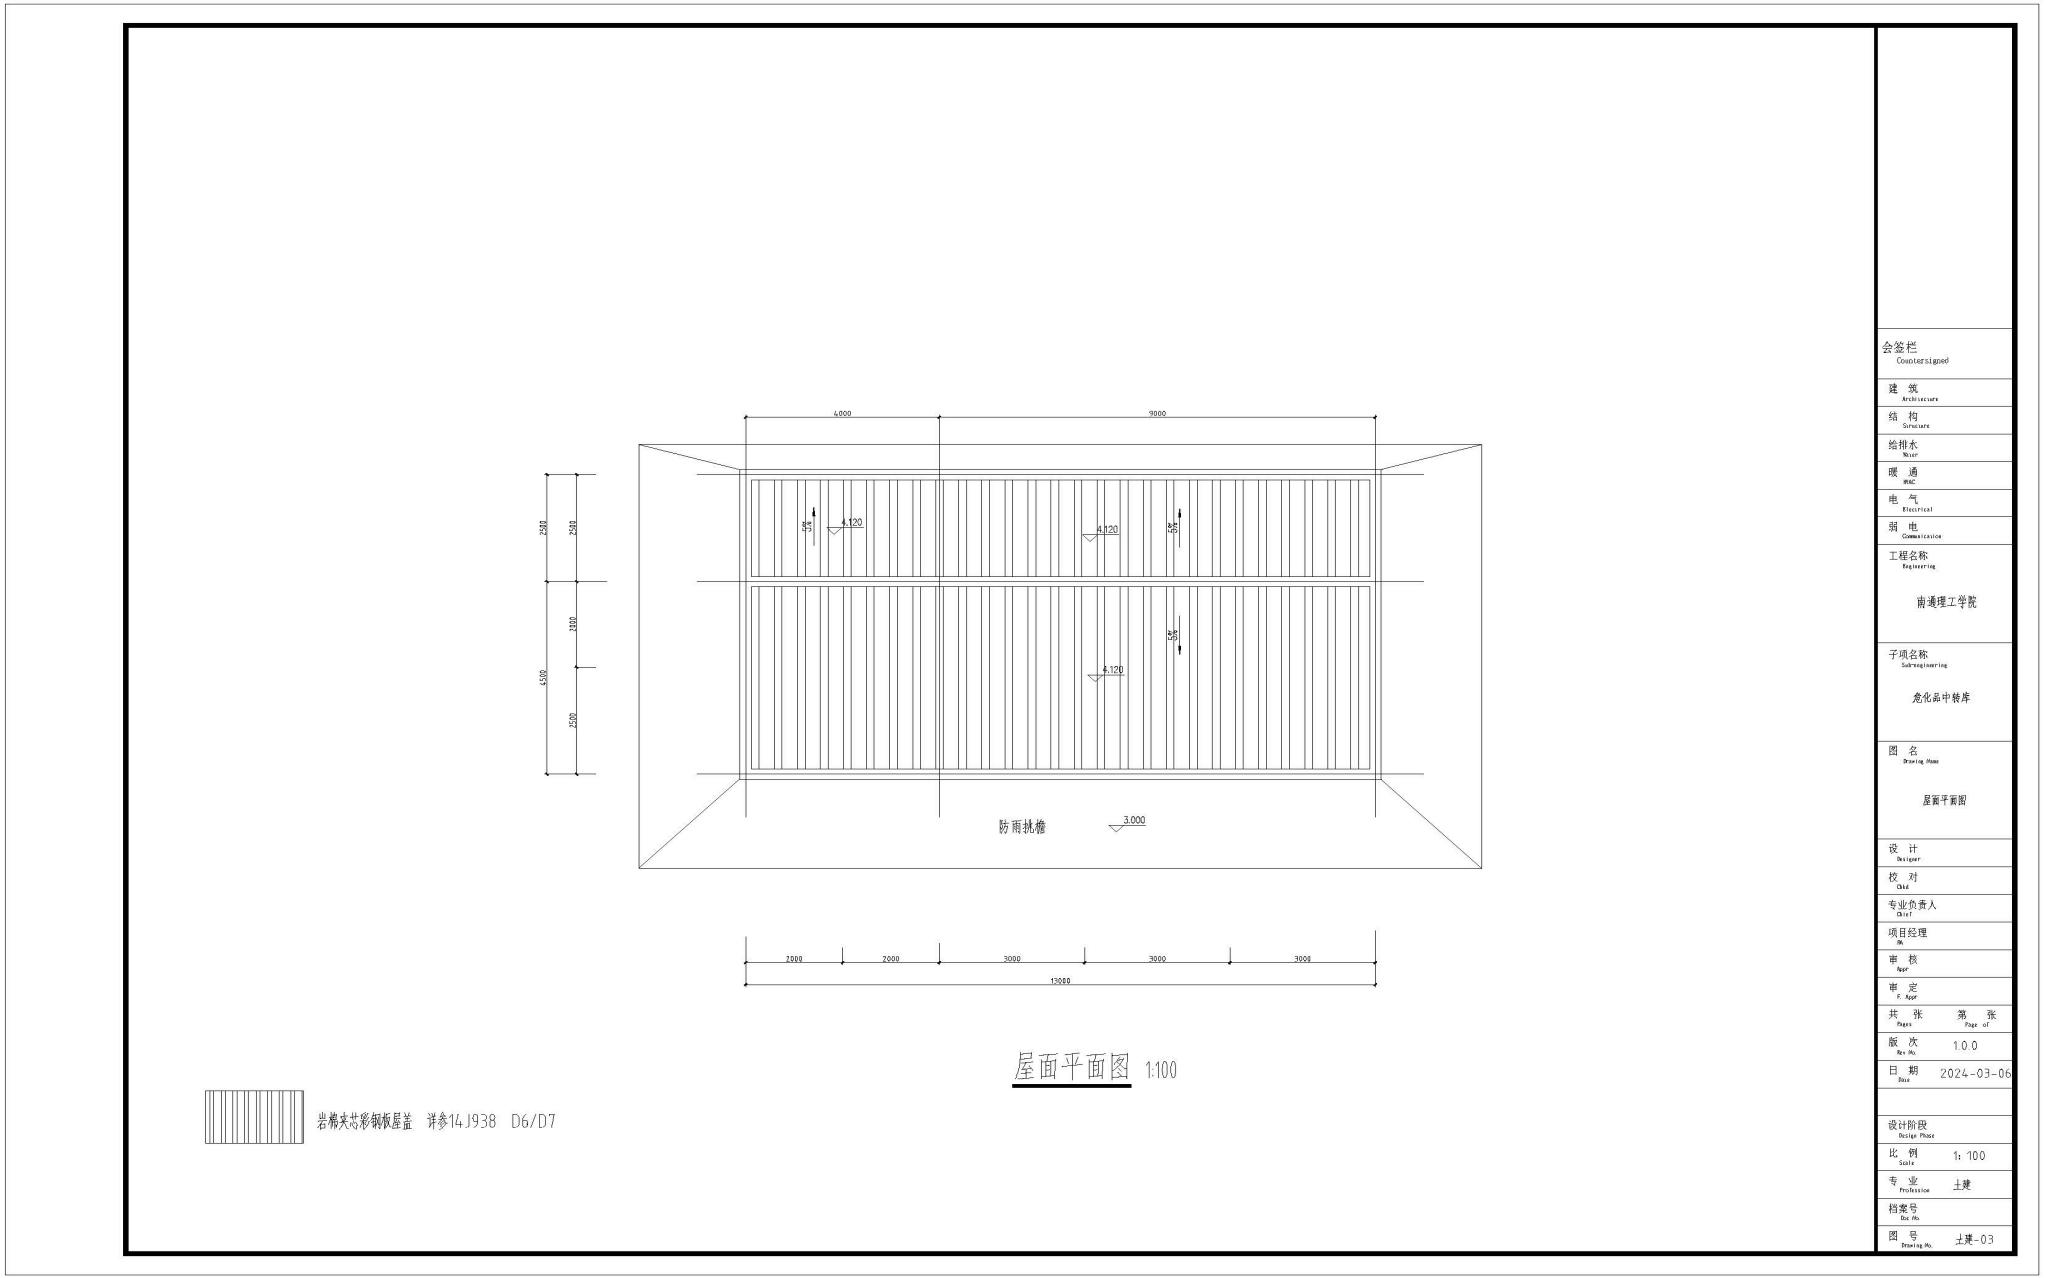 4000
9000
2500
2500
2000
4500
2500
5%
4.120
4.120
5%
5%
4.120
防雨挑檐
3.000
2000
2000
3000
3000
3000
13000
屋面平面图 1:100
岩棉夹芯彩钢板屋盖 详参14J938 D6/D7
会签栏
Countersigned
建 筑
Architecture
结 构
Structure
给排水
Water
暖 通
HVAC
电 气
Electrical
弱 电
Communication
工程名称
Engineering
南通理工学院
子项名称
Sub-engineering
危化品中转库
图 名
Drawing Name
屋面平面图
设 计
Designer
校 对
Chkd
专业负责人
Chief
项目经理
PA
审 核
Appr
审 定
F. Appr
共 张 第 张
Pages Page of
版 次 1.0.0
Rev No.
日 期 2024-03-06
Date
设计阶段
Design Phase
比 例 1: 100
Scale
专 业 土建
Profession
档案号
Doc No.
图 号 土建-03
Drawing No.